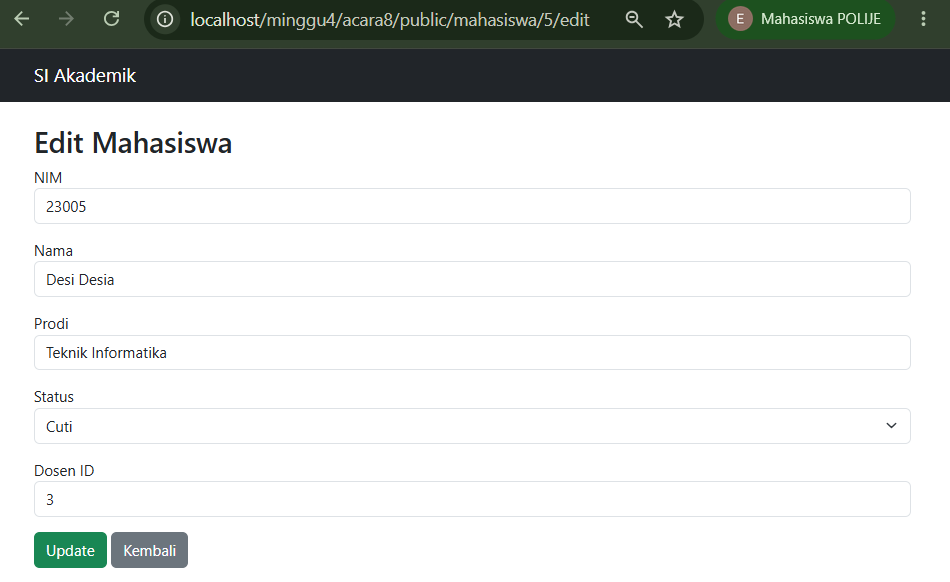 localhost/minggu4/acara8/public/mahasiswa/5/edit
E Mahasiswa POLIJE
SI Akademik
Edit Mahasiswa
NIM
23005
Nama
Desi Desia
Prodi
Teknik Informatika
Status
Cuti
Dosen ID
3
Update Kembali